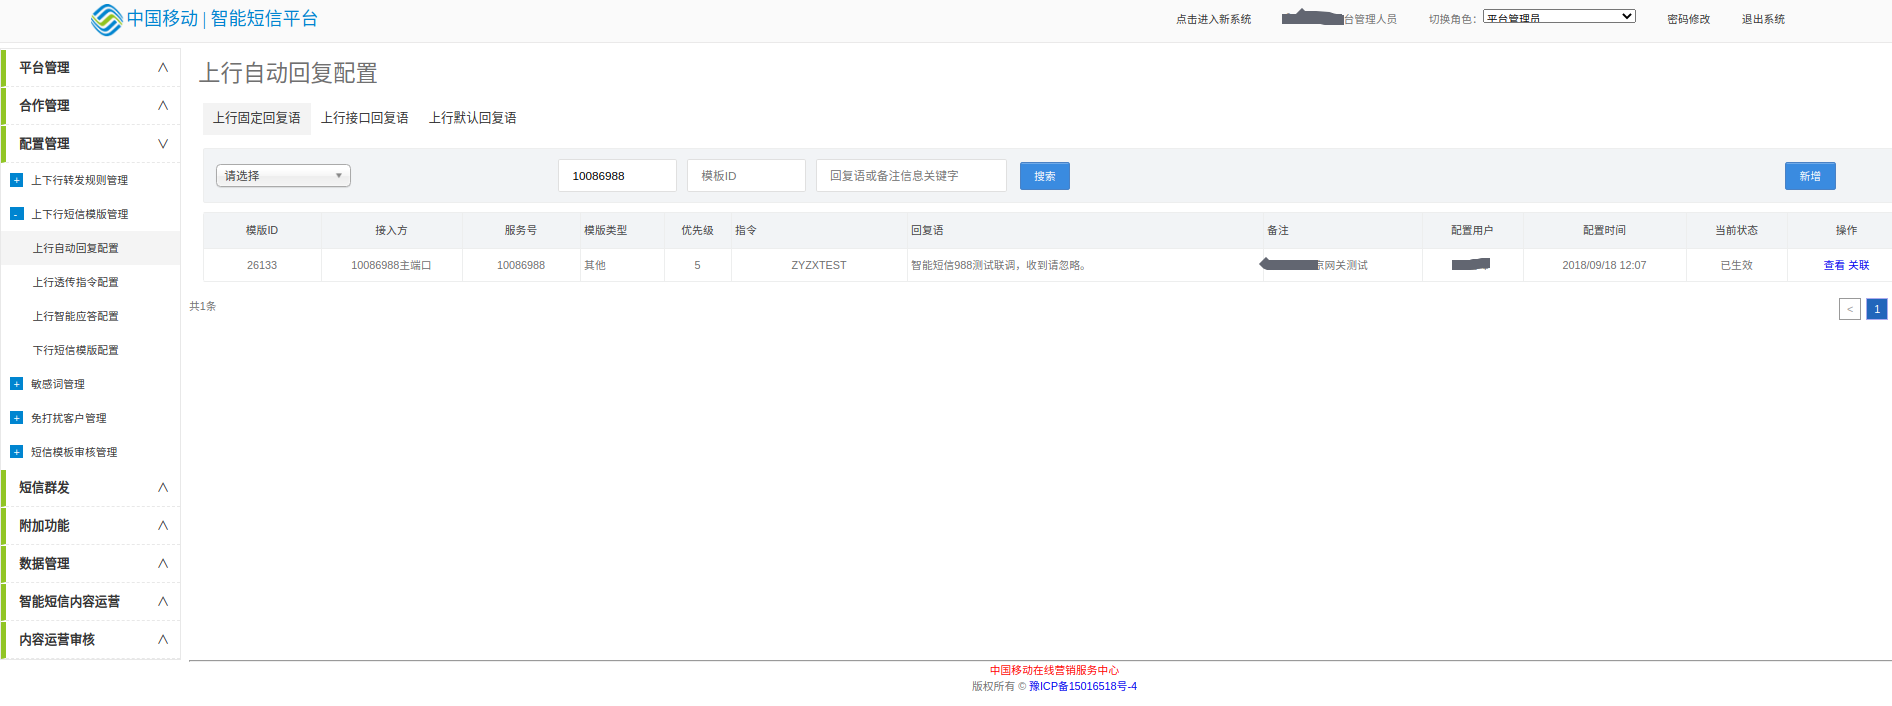 中国移动 | 智能短信平台
点击进入新系统 台管理人员 切换角色： 平台管理员 密码修改 退出系统
平台管理
合作管理
配置管理
+ 上下行转发规则管理
- 上下行短信模版管理
上行自动回复配置
上行透传指令配置
上行智能应答配置
下行短信模版配置
+ 敏感词管理
+ 免打扰客户管理
+ 短信模板审核管理
短信群发
附加功能
数据管理
智能短信内容运营
内容运营审核
上行自动回复配置
上行固定回复语 上行接口回复语 上行默认回复语
请选择 10086988 模板ID 回复语或备注信息关键字 搜索 新增
模版ID 接入方 服务号 模版类型 优先级 指令 回复语 备注 配置用户 配置时间 当前状态 操作
26133 10086988主端口 10086988 其他 5 ZYZXTEST 智能短信988测试联调，收到请忽略。 京网关测试 2018/09/18 12:07 已生效 查看 关联
共1条 < 1
中国移动在线营销服务中心
版权所有 © 豫ICP备15016518号-4